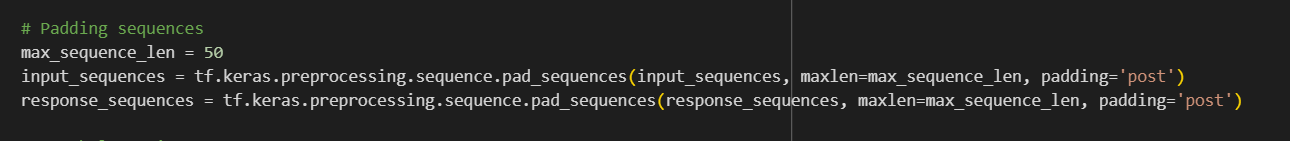 # Padding sequences
max_sequence_len = 50
input_sequences = tf.keras.preprocessing.sequence.pad_sequences(input_sequences, maxlen=max_sequence_len, padding='post')
response_sequences = tf.keras.preprocessing.sequence.pad_sequences(response_sequences, maxlen=max_sequence_len, padding='post')